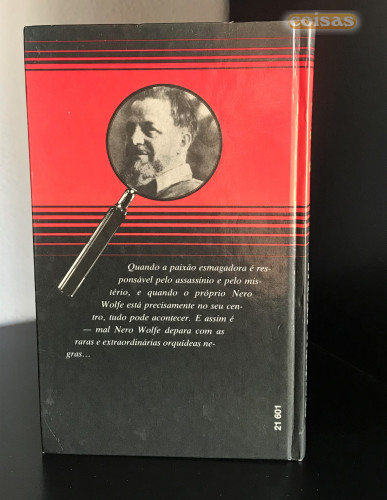 coisas
Quando a paixão esmagadora é res-
ponsável pelo assassínio e pelo mis-
tério, e quando o próprio Nero
Wolfe está precisamente no seu cen-
tro, tudo pode acontecer. E assim é
— mal Nero Wolfe depara com as
raras e extraordinárias orquídeas ne-
gras...
21 601